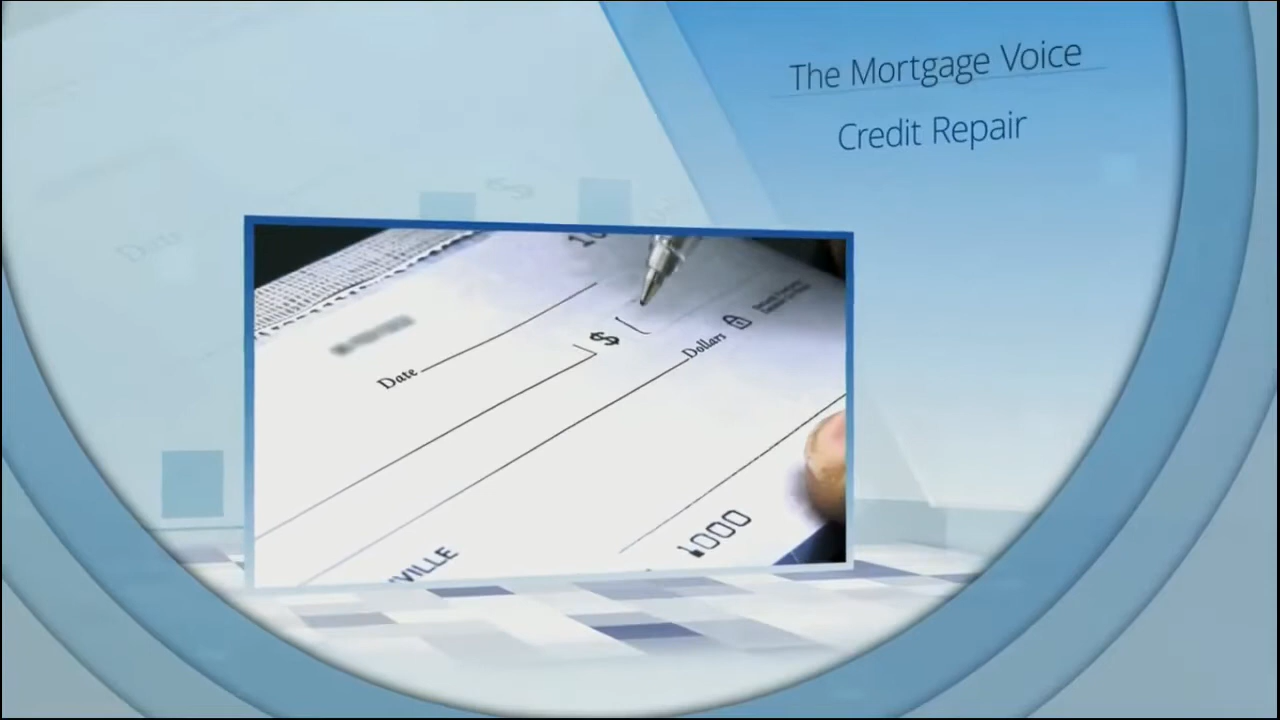 The Mortgage Voice
Credit Repair
$
Date
Dollars
VILLE
1000